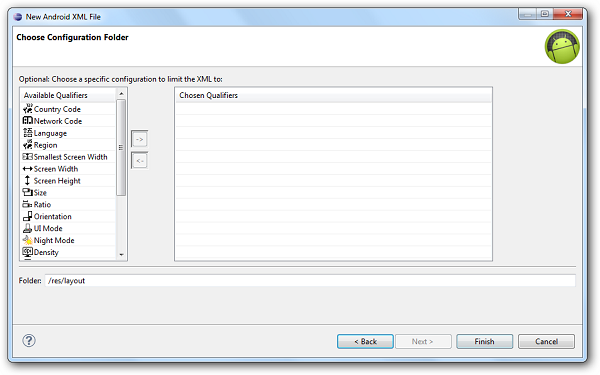 New Android XML File
Choose Configuration Folder
Optional: Choose a specific configuration to limit the XML to:
Available Qualifiers
Country Code
Network Code
Language
Region
Smallest Screen Width
Screen Width
Screen Height
Size
Ratio
Orientation
UI Mode
Night Mode
Density
->
<-
Chosen Qualifiers
Folder: /res/layout
< Back
Next >
Finish
Cancel